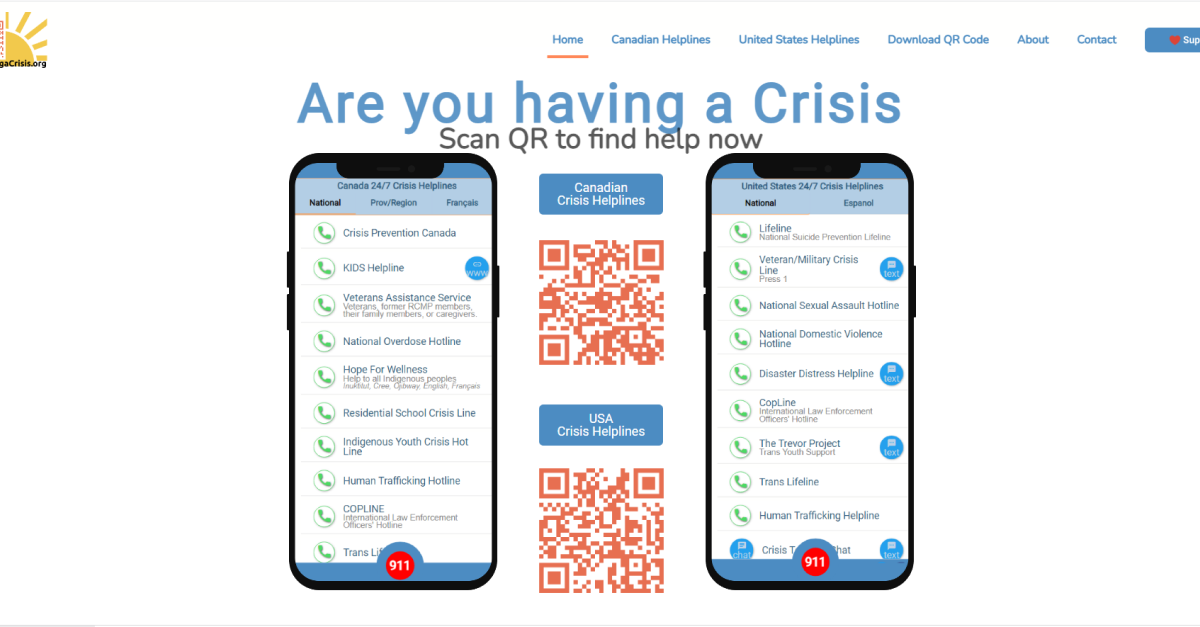 gaCrisis.org
Home
Canadian Helplines
United States Helplines
Download QR Code
About
Contact
Sup
Are you having a Crisis
Scan QR to find help now
Canada 24/7 Crisis Helplines
National
Prov/Region
Français
Crisis Prevention Canada
KIDS Helpline
www
Veterans Assistance Service
Veterans, former RCMP members,
their family members, or caregivers.
National Overdose Hotline
Hope For Wellness
Help to all Indigenous peoples
Inuktitut, Cree, Ojibway, English, Français
Residential School Crisis Line
Indigenous Youth Crisis Hot
Line
Human Trafficking Hotline
COPLINE
International Law Enforcement
Officers' Hotline
Trans Lif
911
Canadian
Crisis Helplines
USA
Crisis Helplines
United States 24/7 Crisis Helplines
National
Espanol
Lifeline
National Suicide Prevention Lifeline
Veteran/Military Crisis
Line
Press 1
text
National Sexual Assault Hotline
National Domestic Violence
Hotline
Disaster Distress Helpline
text
CopLine
International Law Enforcement
Officers' Hotline
The Trevor Project
Trans Youth Support
text
Trans Lifeline
Human Trafficking Helpline
chat
Crisis T hat
text
911